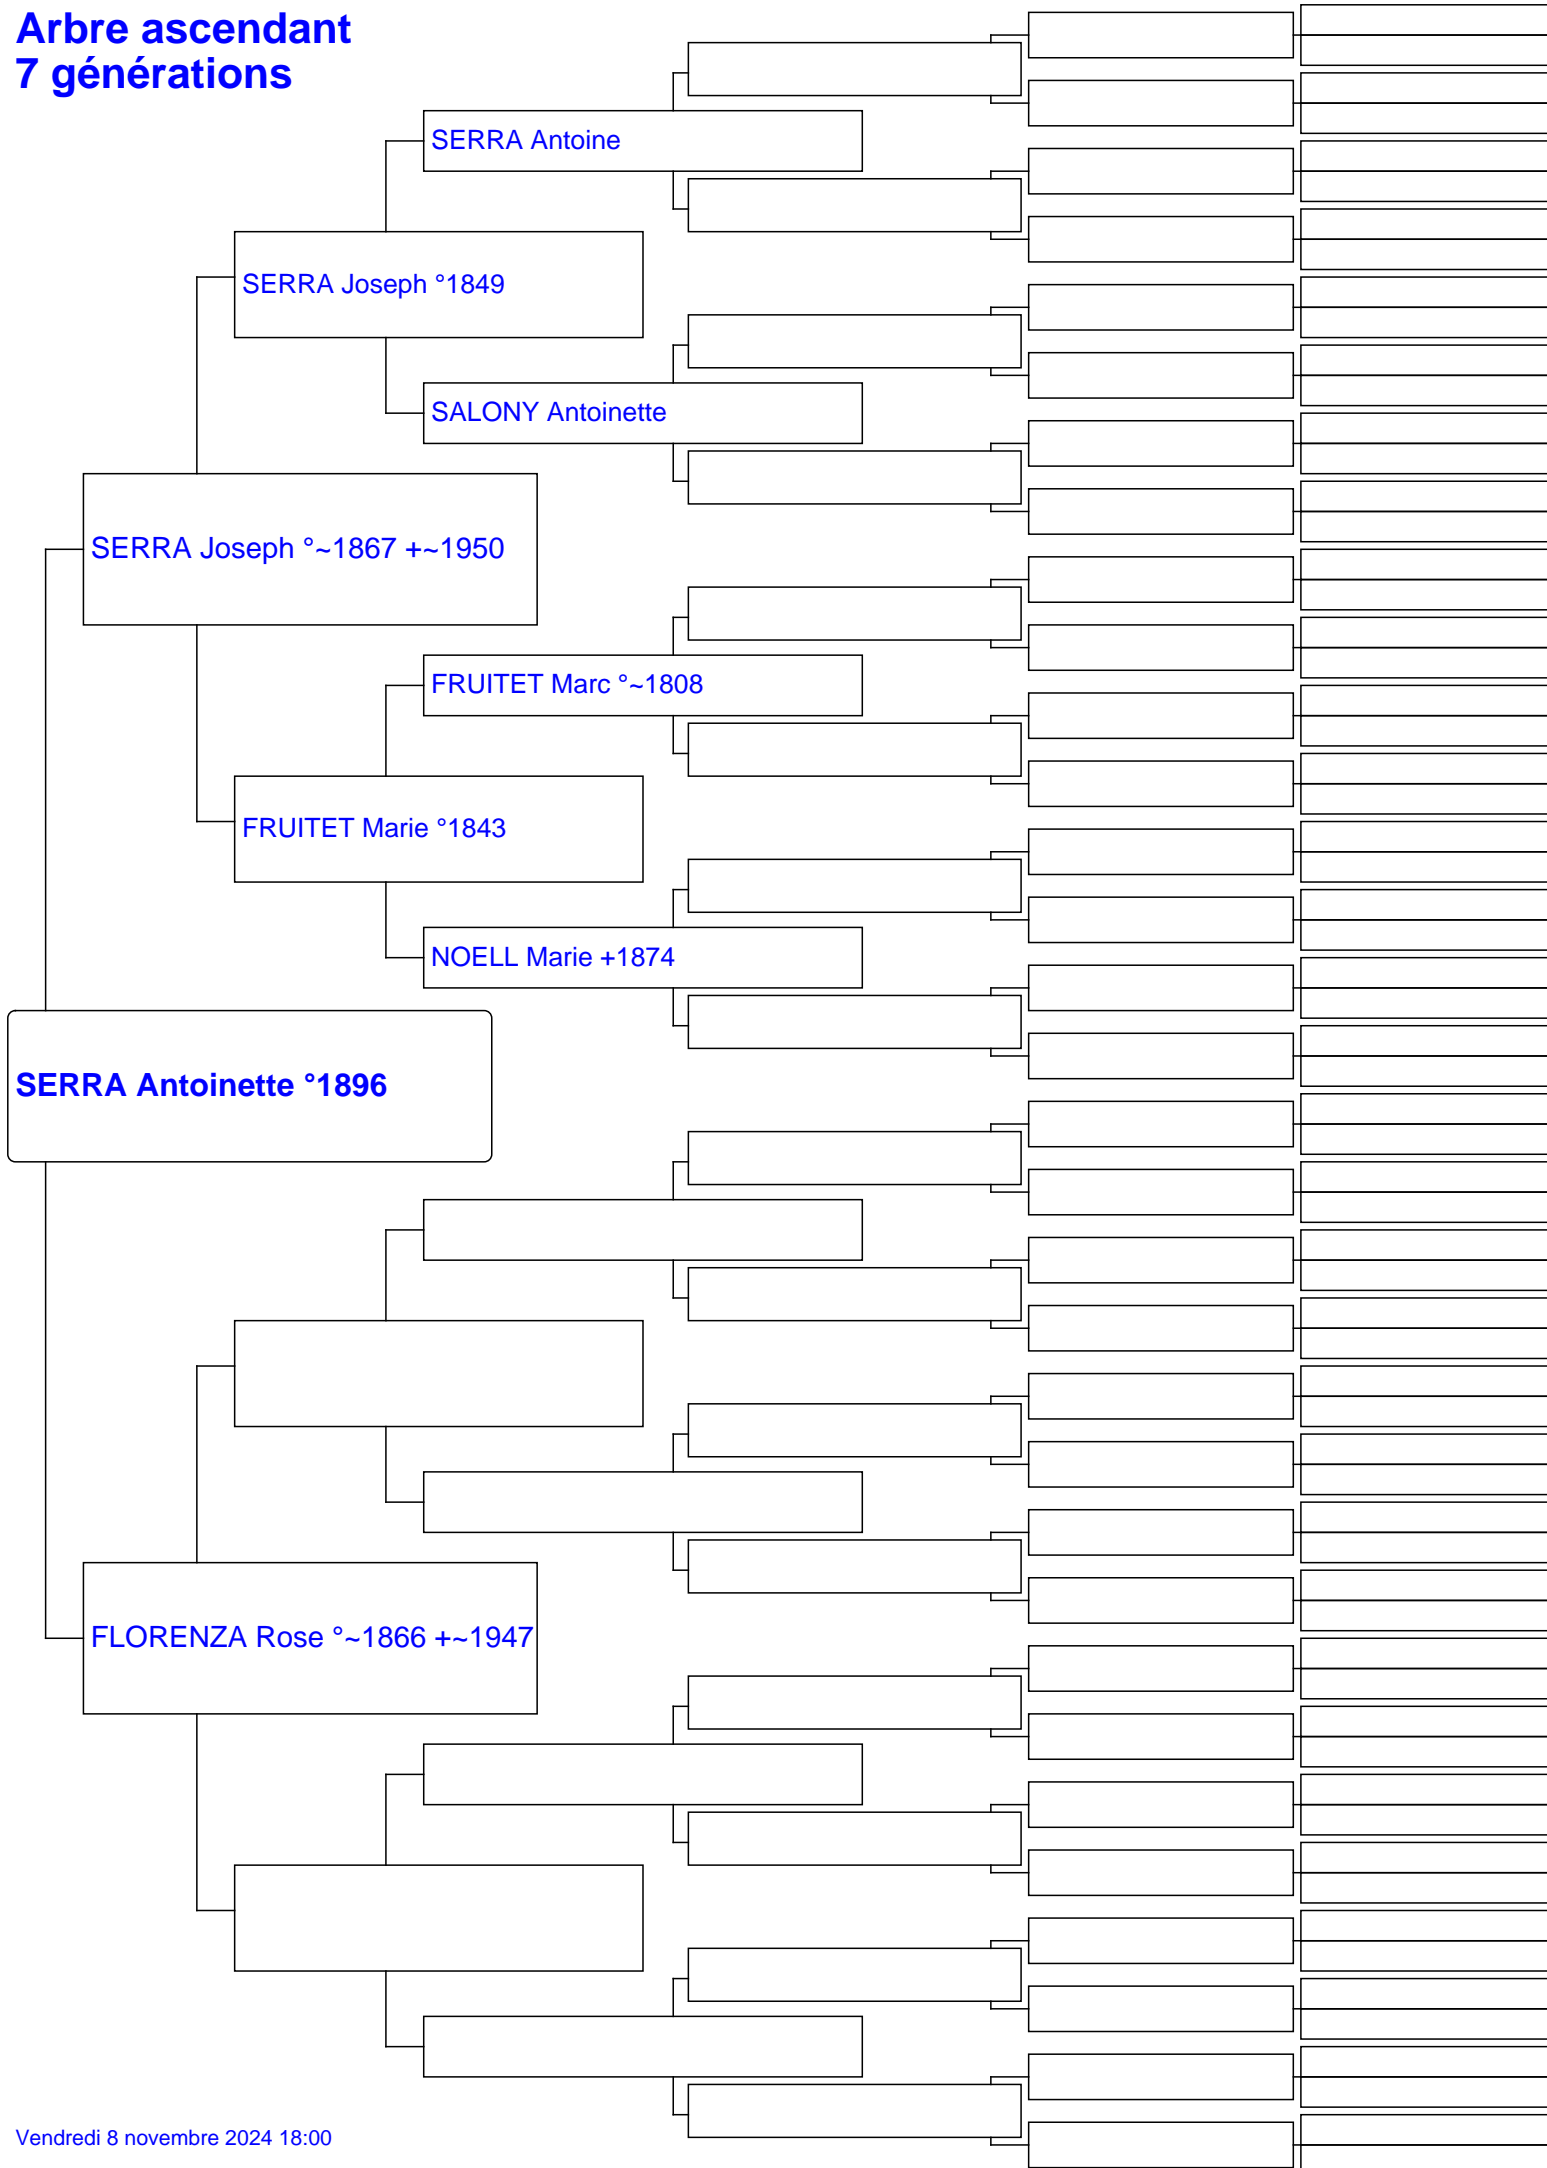 Arbre ascendant
7 générations
SERRA Antoine
SERRA Joseph °1849
SALONY Antoinette
SERRA Joseph °~1867 +~1950
FRUITET Marc °~1808
FRUITET Marie °1843
NOELL Marie +1874
SERRA Antoinette °1896
FLORENZA Rose °~1866 +~1947
Vendredi 8 novembre 2024 18:00